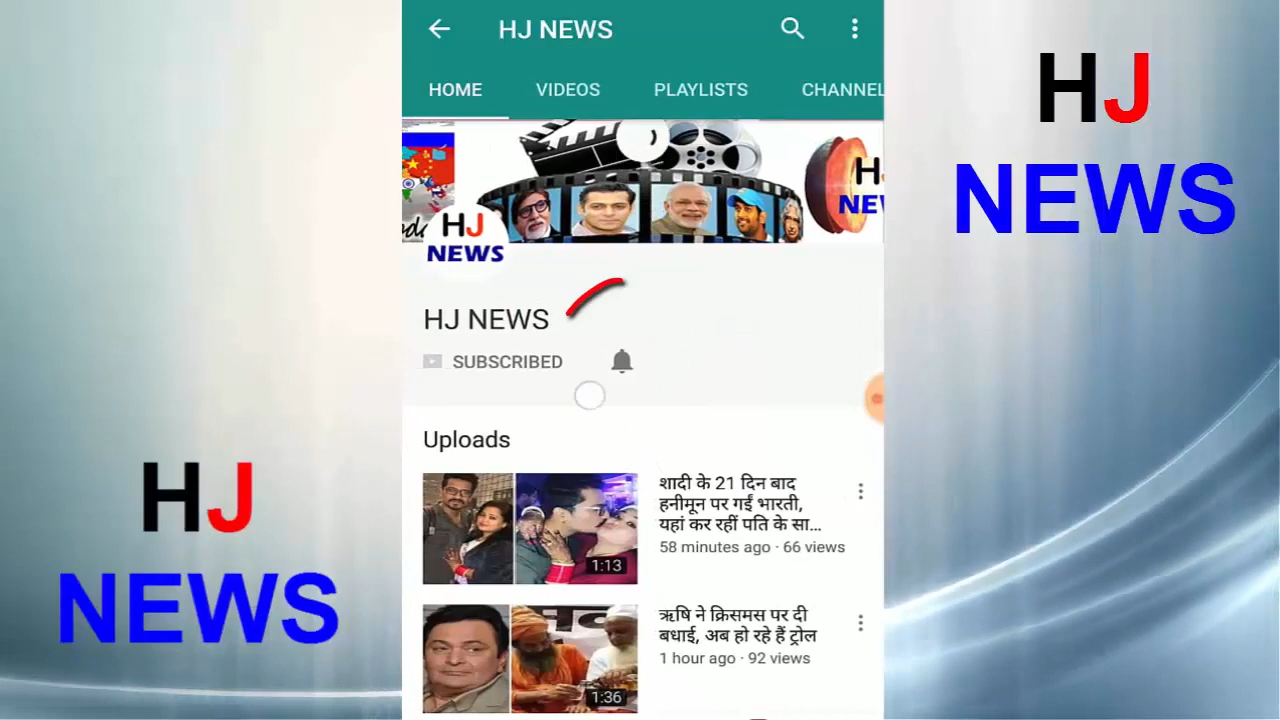 HJ NEWS
HOME VIDEOS PLAYLISTS CHANNEL
HJ
NEWS
HJ
NEWS
HJ NEWS
SUBSCRIBED
Uploads
शादी के 21 दिन बाद
हनीमून पर गईं भारती,
यहां कर रहीं पति के सा...
58 minutes ago · 66 views
1:13
ऋषि ने क्रिसमस पर दी
बधाई, अब हो रहे हैं ट्रोल
1 hour ago · 92 views
1:36
HJ
NEWS